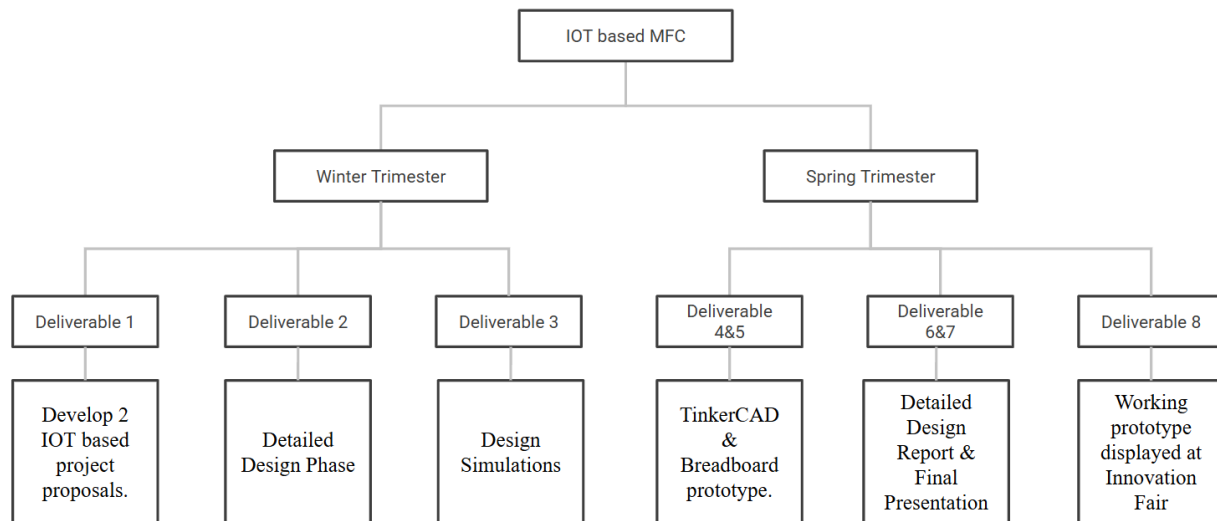 IOT based MFC
Winter Trimester
Spring Trimester
Deliverable 1
Deliverable 2
Deliverable 3
Deliverable
4&5
Deliverable
6&7
Deliverable 8
Develop 2
IOT based
project
proposals.
Detailed
Design Phase
Design
Simulations
TinkerCAD
&
Breadboard
prototype.
Detailed
Design
Report &
Final
Presentation
Working
prototype
displayed at
Innovation
Fair